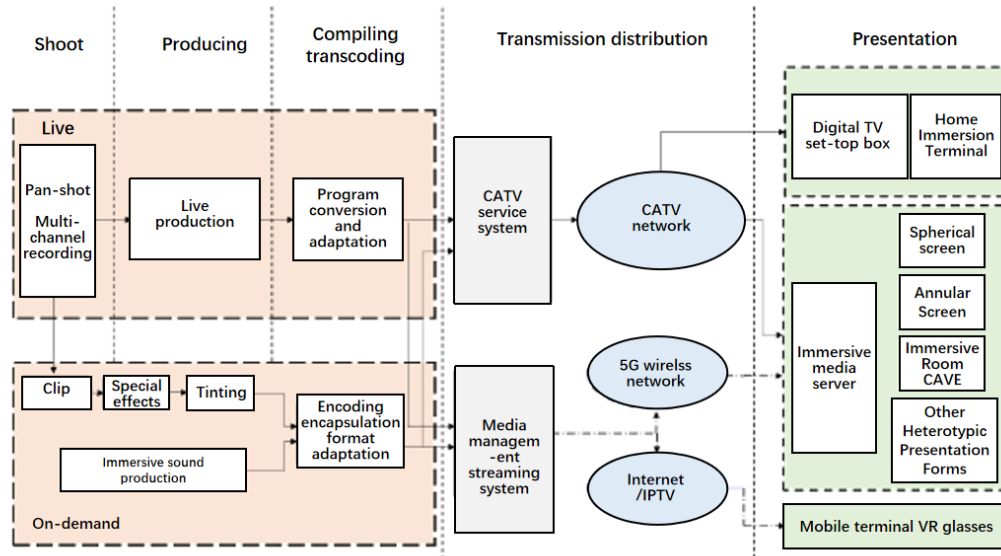 Shoot
Producing
Compiling
transcoding
Transmission distribution
Presentation
Live
Pan-shot
Multi-
channel
recording
Live
production
Program
conversion
and
adaptation
CATV
service
system
CATV
network
Digital TV
set-top box
Home
Immersion
Terminal
Spherical
screen
Annular
Screen
Immersive
Room
CAVE
Other
Heterotypic
Presentation
Forms
Immersive
media
server
Clip
Special
effects
Tinting
Encoding
encapsulation
format
adaptation
Immersive sound
production
On-demand
Media
managem
-ent
streaming
system
5G wirelss
network
Internet
/IPTV
Mobile terminal VR glasses